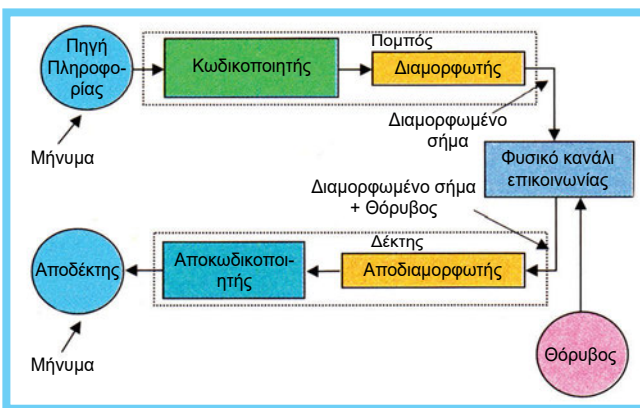 Πηγή
Πληροφο-
ρίας
Πομπός
Κωδικοποιητής
Διαμορφωτής
Διαμορφωμένο
σήμα
Μήνυμα
Φυσικό κανάλι
επικοινωνίας
Διαμορφωμένο σήμα
+ Θόρυβος
Δέκτης
Αποδέκτης
Αποκωδικοποι-
ητής
Αποδιαμορφωτής
Μήνυμα
Θόρυβος